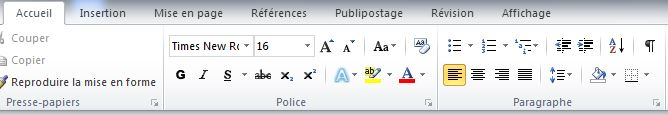 Accueil Insertion Mise en page Références Publipostage Révision Affichage
Couper
Times New Ro 16 A A Aa
Copier
G I S abc x₂ x² A ab A
Reproduire la mise en forme
Presse-papiers Police Paragraphe